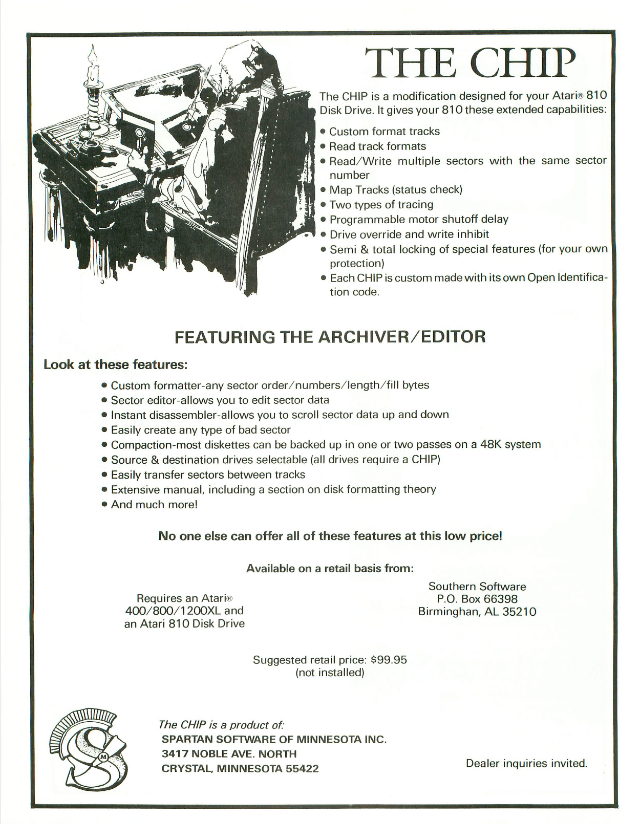 THE CHIP
The CHIP is a modification designed for your Atari® 810
Disk Drive. It gives your 810 these extended capabilities:
• Custom format tracks
• Read track formats
• Read/Write multiple sectors with the same sector
number
• Map Tracks (status check)
• Two types of tracing
• Programmable motor shutoff delay
• Drive override and write inhibit
• Semi & total locking of special features (for your own
protection)
• Each CHIP is custom made with its own Open Identifica-
tion code.
FEATURING THE ARCHIVER/EDITOR
Look at these features:
• Custom formatter-any sector order/numbers/length/fill bytes
• Sector editor-allows you to edit sector data
• Instant disassembler-allows you to scroll sector data up and down
• Easily create any type of bad sector
• Compaction-most diskettes can be backed up in one or two passes on a 48K system
• Source & destination drives selectable (all drives require a CHIP)
• Easily transfer sectors between tracks
• Extensive manual, including a section on disk formatting theory
• And much more!
No one else can offer all of these features at this low price!
Available on a retail basis from:
Requires an Atari®
400/800/1200XL and
an Atari 810 Disk Drive
Southern Software
P.O. Box 66398
Birminghan, AL 35210
Suggested retail price: $99.95
(not installed)
S
M
The CHIP is a product of:
SPARTAN SOFTWARE OF MINNESOTA INC.
3417 NOBLE AVE. NORTH
CRYSTAL, MINNESOTA 55422
Dealer inquiries invited.